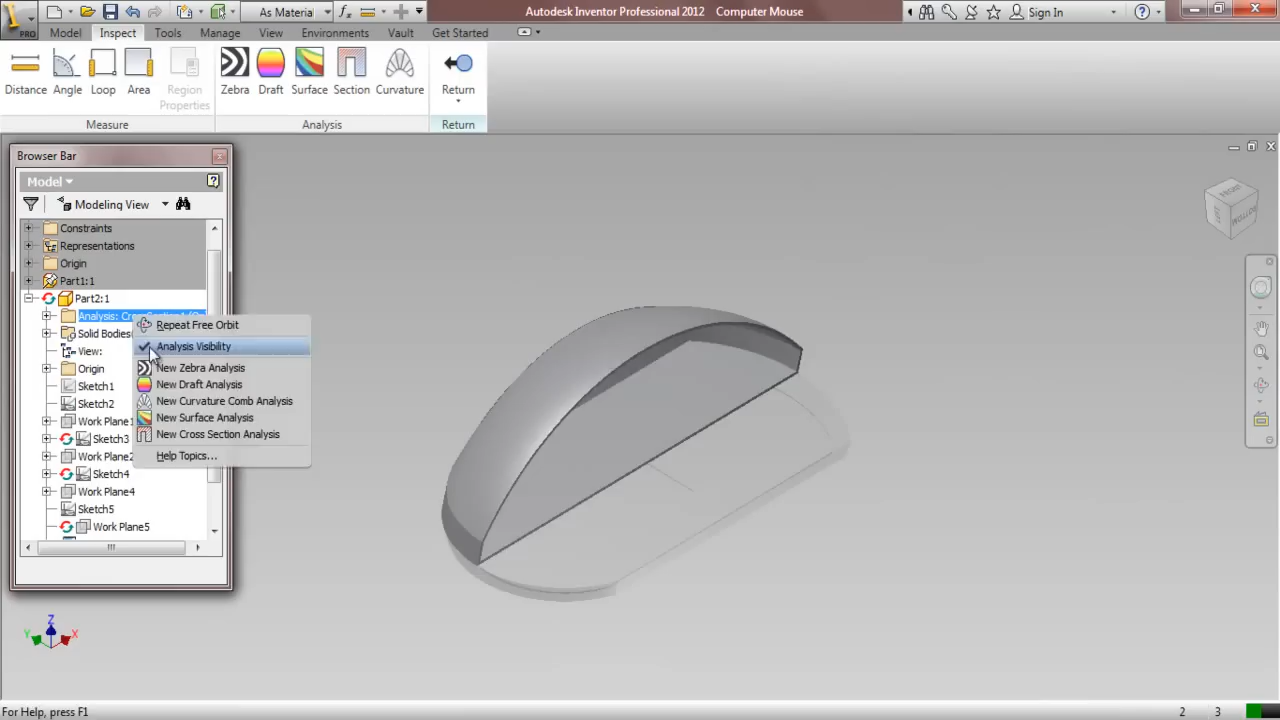 As Material
Autodesk Inventor Professional 2012 Computer Mouse
Sign In
PRO
Model Inspect Tools Manage View Environments Vault Get Started
Distance Angle Loop Area Region Properties Zebra Draft Surface Section Curvature Return
Measure Analysis Return
Browser Bar
Model
Modeling View
Constraints
Representations
Origin
Part1:1
Part2:1
Analysis: Cross Section1 (O
Solid Bodies
View:
Origin
Sketch1
Sketch2
Work Plane1
Sketch3
Work Plane2
Sketch4
Work Plane4
Sketch5
Work Plane5
Repeat Free Orbit
Analysis Visibility
New Zebra Analysis
New Draft Analysis
New Curvature Comb Analysis
New Surface Analysis
New Cross Section Analysis
Help Topics...
FRONT
Z
Y
X
For Help, press F1
2 3